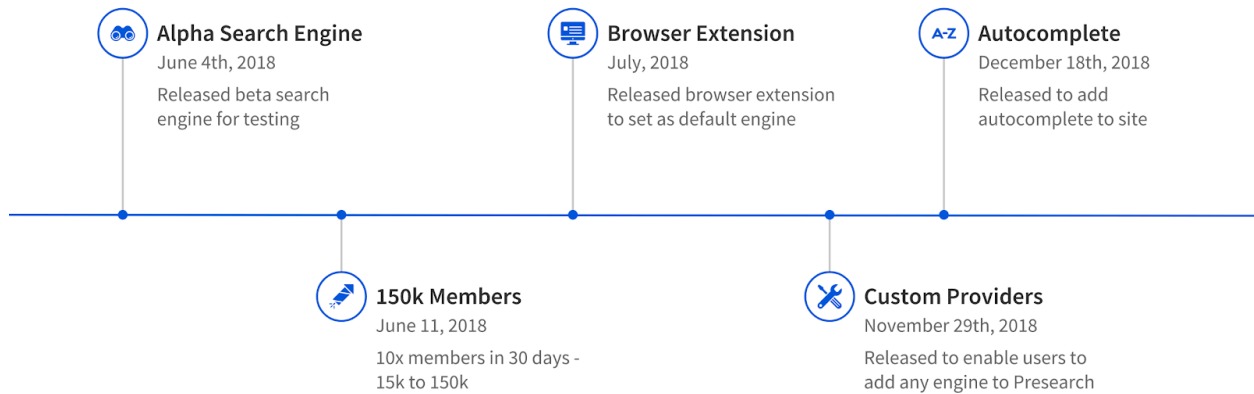 Alpha Search Engine
June 4th, 2018
Released beta search
engine for testing
150k Members
June 11, 2018
10x members in 30 days -
15k to 150k
Browser Extension
July, 2018
Released browser extension
to set as default engine
Custom Providers
November 29th, 2018
Released to enable users to
add any engine to Presearch
A-Z
Autocomplete
December 18th, 2018
Released to add
autocomplete to site